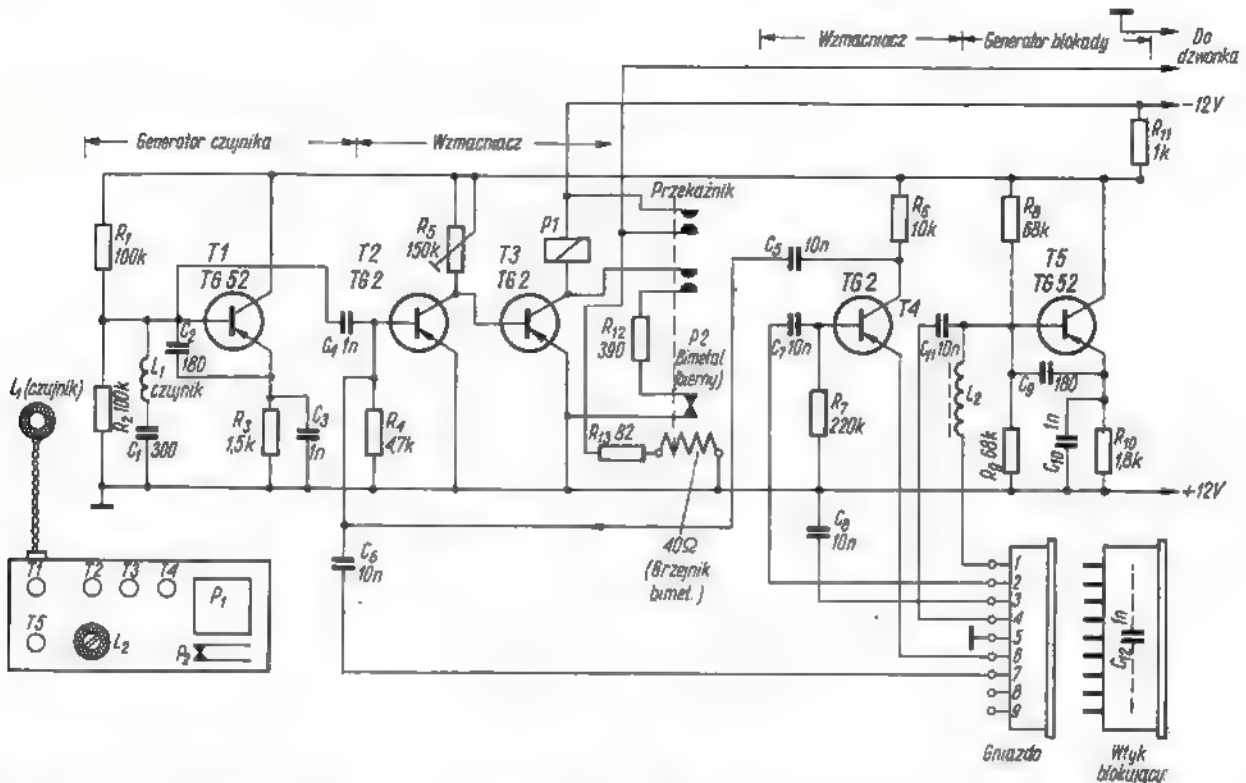 Wzmacniacz
Generator blokady
Do dzwonka
-12V
Generator czujnika
Wzmacniacz
R11 1k
Przekaźnik
R1 100k
T1 TG 52
T2 TG 2
R5 150k
T3 TG 2
P1
C5 10n
R6 10k
R8 68k
T5 TG 52
TG 2
T4
C2 180
L1 czujnik
C4 1n
R12 390
P2 Bimetal
C7 10n
C11 10n
L2
C9 180
L1 (czujnik)
R2 100k
C1 300
R3 1,5k
C3 1n
R4 4,7k
R13 82
R7 220k
R9 68k
C10 1n
R10 1,8k
+12V
C6 10n
40Ω
(Grzejnik bimet.)
C8 10n
T1
T2
T3
T4
P1
T5
L2
P2
1
2
3
4
5
6
7
8
9
C12 1n
Gniazdo
Wtyk blokujący